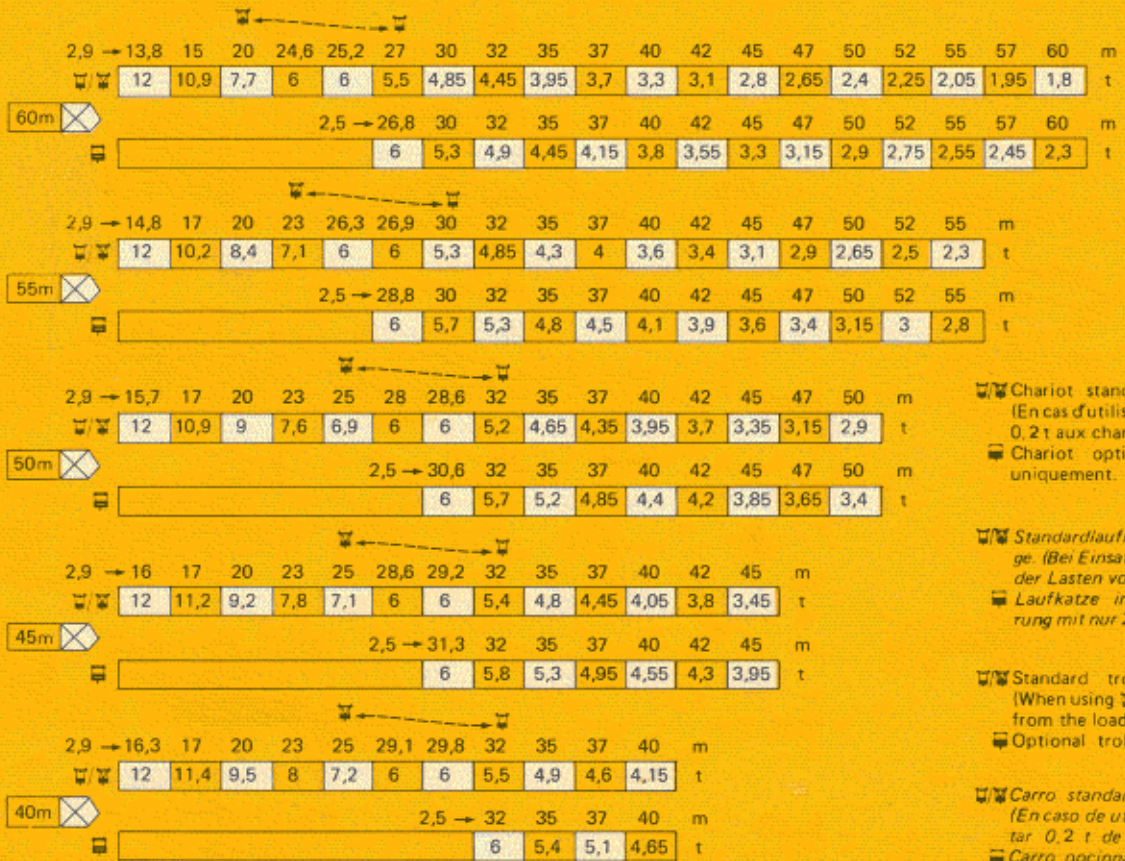 2,9 → 13,8 15 20 24,6 25,2 27 30 32 35 37 40 42 45 47 50 52 55 57 60 m
12 10,9 7,7 6 6 5,5 4,85 4,45 3,95 3,7 3,3 3,1 2,8 2,65 2,4 2,25 2,05 1,95 1,8 t
60m
2,5 → 26,8 30 32 35 37 40 42 45 47 50 52 55 57 60 m
6 5,3 4,9 4,45 4,15 3,8 3,55 3,3 3,15 2,9 2,75 2,55 2,45 2,3 t
2,9 → 14,8 17 20 23 26,3 26,9 30 32 35 37 40 42 45 47 50 52 55 m
12 10,2 8,4 7,1 6 6 5,3 4,85 4,3 4 3,6 3,4 3,1 2,9 2,65 2,5 2,3 t
55m
2,5 → 28,8 30 32 35 37 40 42 45 47 50 52 55 m
6 5,7 5,3 4,8 4,5 4,1 3,9 3,6 3,4 3,15 3 2,8 t
2,9 → 15,7 17 20 23 25 28 28,6 32 35 37 40 42 45 47 50 m
12 10,9 9 7,6 6,9 6 6 5,2 4,65 4,35 3,95 3,7 3,35 3,15 2,9 t
50m
2,5 → 30,6 32 35 37 40 42 45 47 50 m
6 5,7 5,2 4,85 4,4 4,2 3,85 3,65 3,4 t
2,9 → 16 17 20 23 25 28,6 29,2 32 35 37 40 42 45 m
12 11,2 9,2 7,8 7,1 6 6 5,4 4,8 4,45 4,05 3,8 3,45 t
45m
2,5 → 31,3 32 35 37 40 42 45 m
6 5,8 5,3 4,95 4,55 4,3 3,95 t
2,9 → 16,3 17 20 23 25 29,1 29,8 32 35 37 40 m
12 11,4 9,5 8 7,2 6 6 5,5 4,9 4,6 4,15 t
40m
2,5 → 32 35 37 40 m
6 5,4 5,1 4,65 t
Chariot stand
(En cas d'utilis
0,2 t aux char
Chariot opti
uniquement.
Standardlaufk
ge. (Bei Einsat
der Lasten vo
Laufkatze in
rung mit nur 2
Standard tro
(When using
from the load
Optional trol
Carro standar
(En caso de ut
tar 0,2 t de
Carro opciona